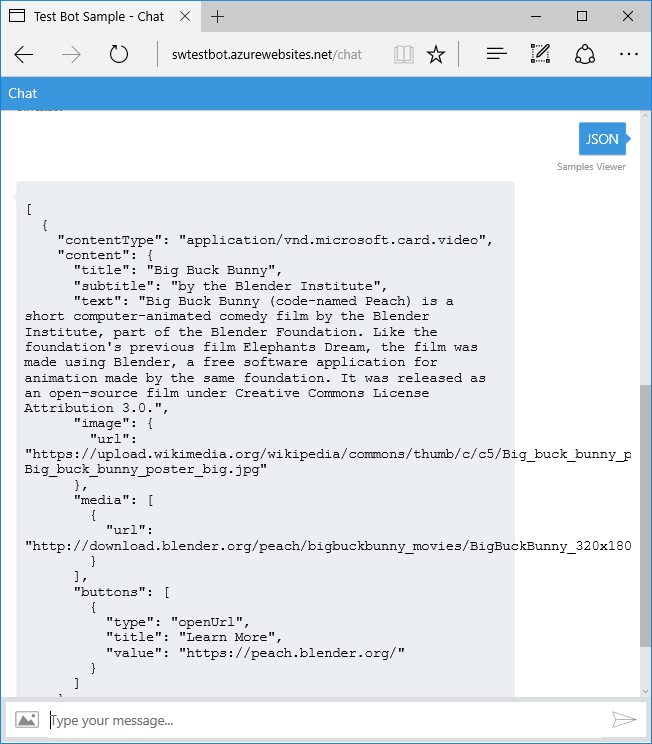 Test Bot Sample - Chat
swtestbot.azurewebsites.net/chat
Chat
JSON
Samples Viewer
[
{
"contentType": "application/vnd.microsoft.card.video",
"content": {
"title": "Big Buck Bunny",
"subtitle": "by the Blender Institute",
"text": "Big Buck Bunny (code-named Peach) is a
short computer-animated comedy film by the Blender
Institute, part of the Blender Foundation. Like the
foundation's previous film Elephants Dream, the film was
made using Blender, a free software application for
animation made by the same foundation. It was released as
an open-source film under Creative Commons License
Attribution 3.0.",
"image": {
"url":
"https://upload.wikimedia.org/wikipedia/commons/thumb/c/c5/Big_buck_bunny_p
Big_buck_bunny_poster_big.jpg"
},
"media": [
{
"url":
"http://download.blender.org/peach/bigbuckbunny_movies/BigBuckBunny_320x180
}
],
"buttons": [
{
"type": "openUrl",
"title": "Learn More",
"value": "https://peach.blender.org/"
}
]
Type your message...